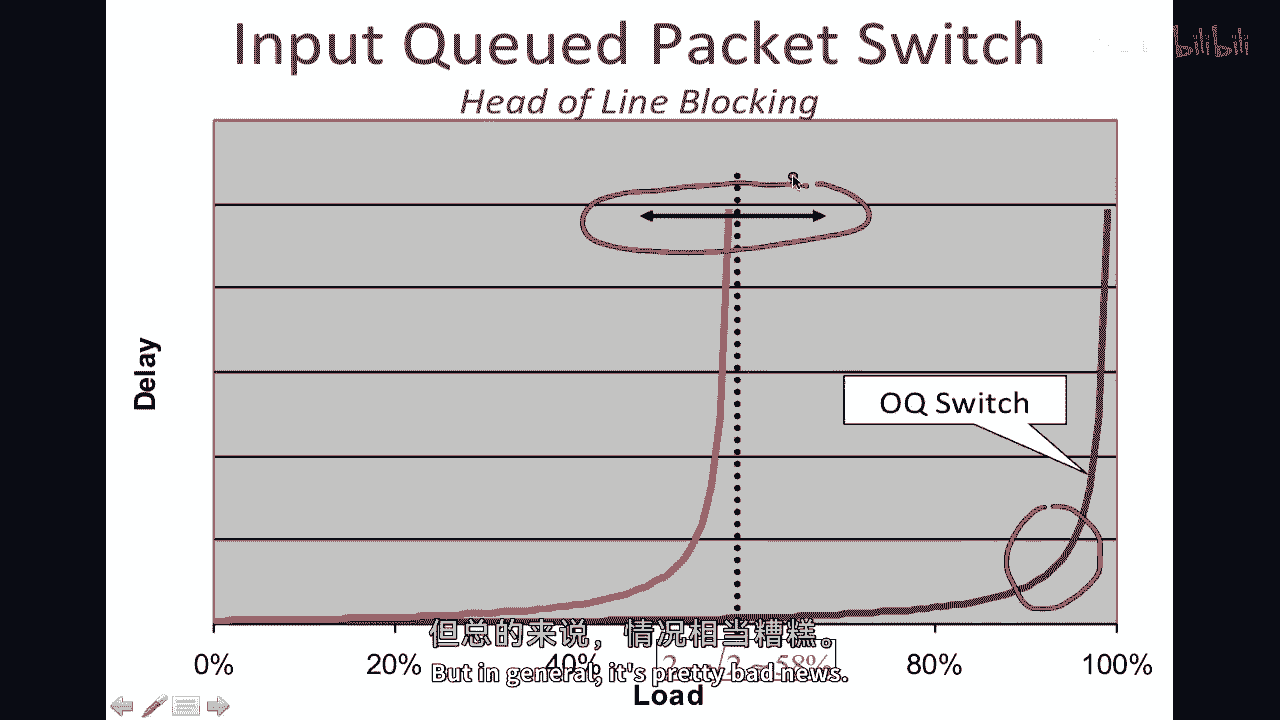 Input Queued Packet Switch
bilibili
Head of Line Blocking
Delay
OQ Switch
但总的来说，情况相当糟糕。
0%
20%
40%
58%
80%
100%
But in general, it's pretty bad news.
Load